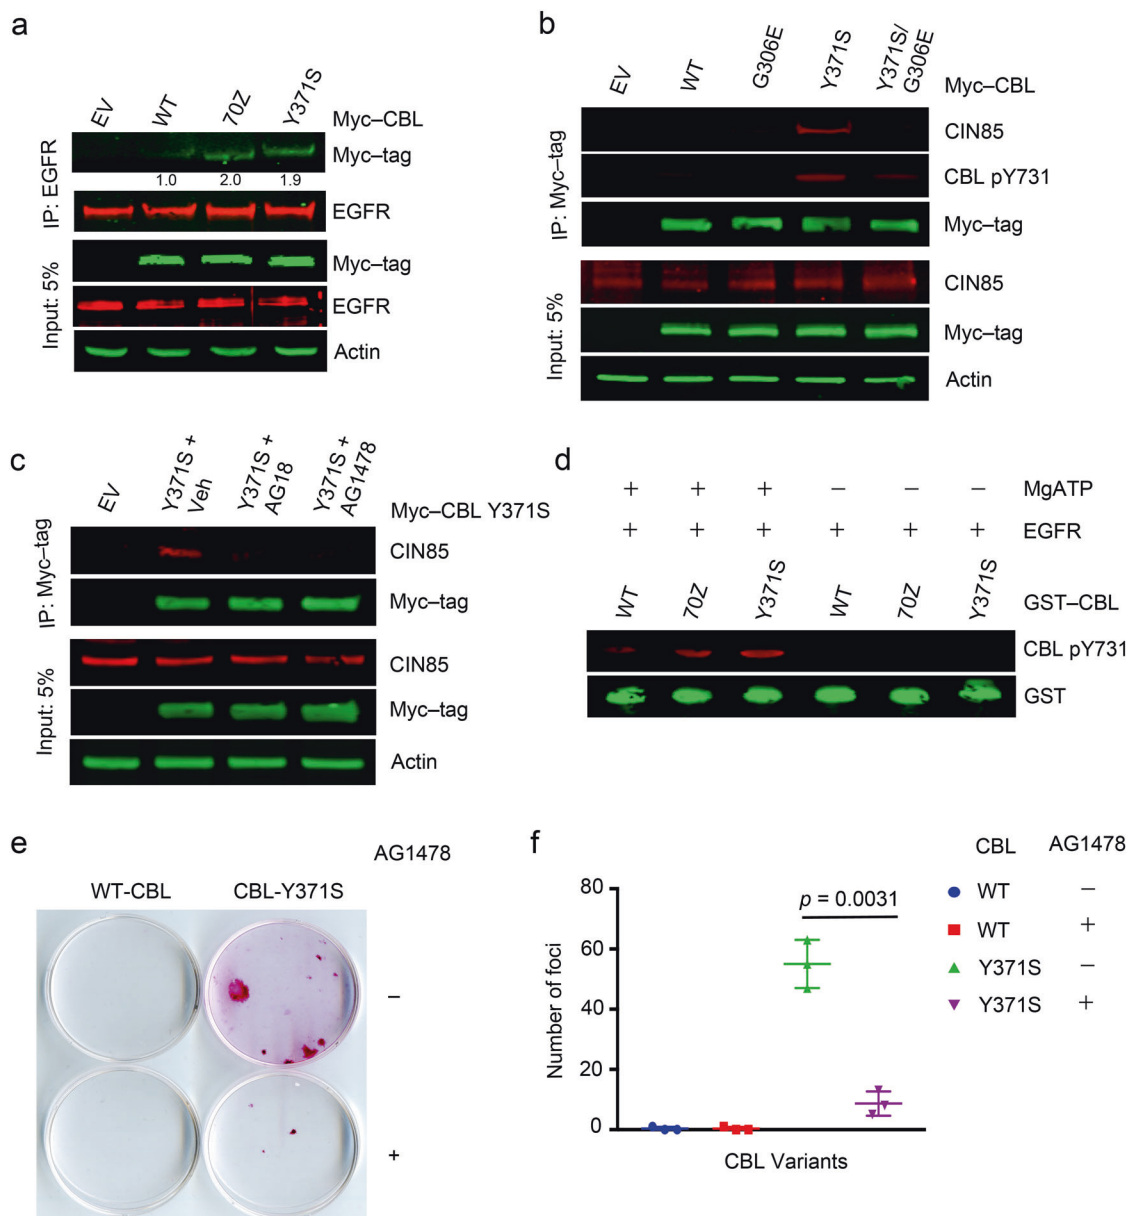 a
EV WT 70Z Y371S Myc–CBL
IP: EGFR
Myc–tag
1.0 2.0 1.9
EGFR
Input: 5%
Myc–tag
EGFR
Actin
b
EV WT G306E Y371S Y371S/
G306E
Myc–CBL
IP: Myc–tag
CIN85
CBL pY731
Myc–tag
Input: 5%
CIN85
Myc–tag
Actin
c
EV Y371S + Y371S + Y371S +
Veh AG18 AG1478
Myc–CBL Y371S
IP: Myc–tag
CIN85
Myc–tag
Input: 5%
CIN85
Myc–tag
Actin
d
+ + + − − − MgATP
+ + + + + + EGFR
WT 70Z Y371S WT 70Z Y371S GST–CBL
CBL pY731
GST
e
AG1478
WT-CBL CBL-Y371S
−
+
f
CBL AG1478
WT −
WT +
Y371S −
Y371S +
p = 0.0031
Number of foci
80
60
40
20
0
CBL Variants